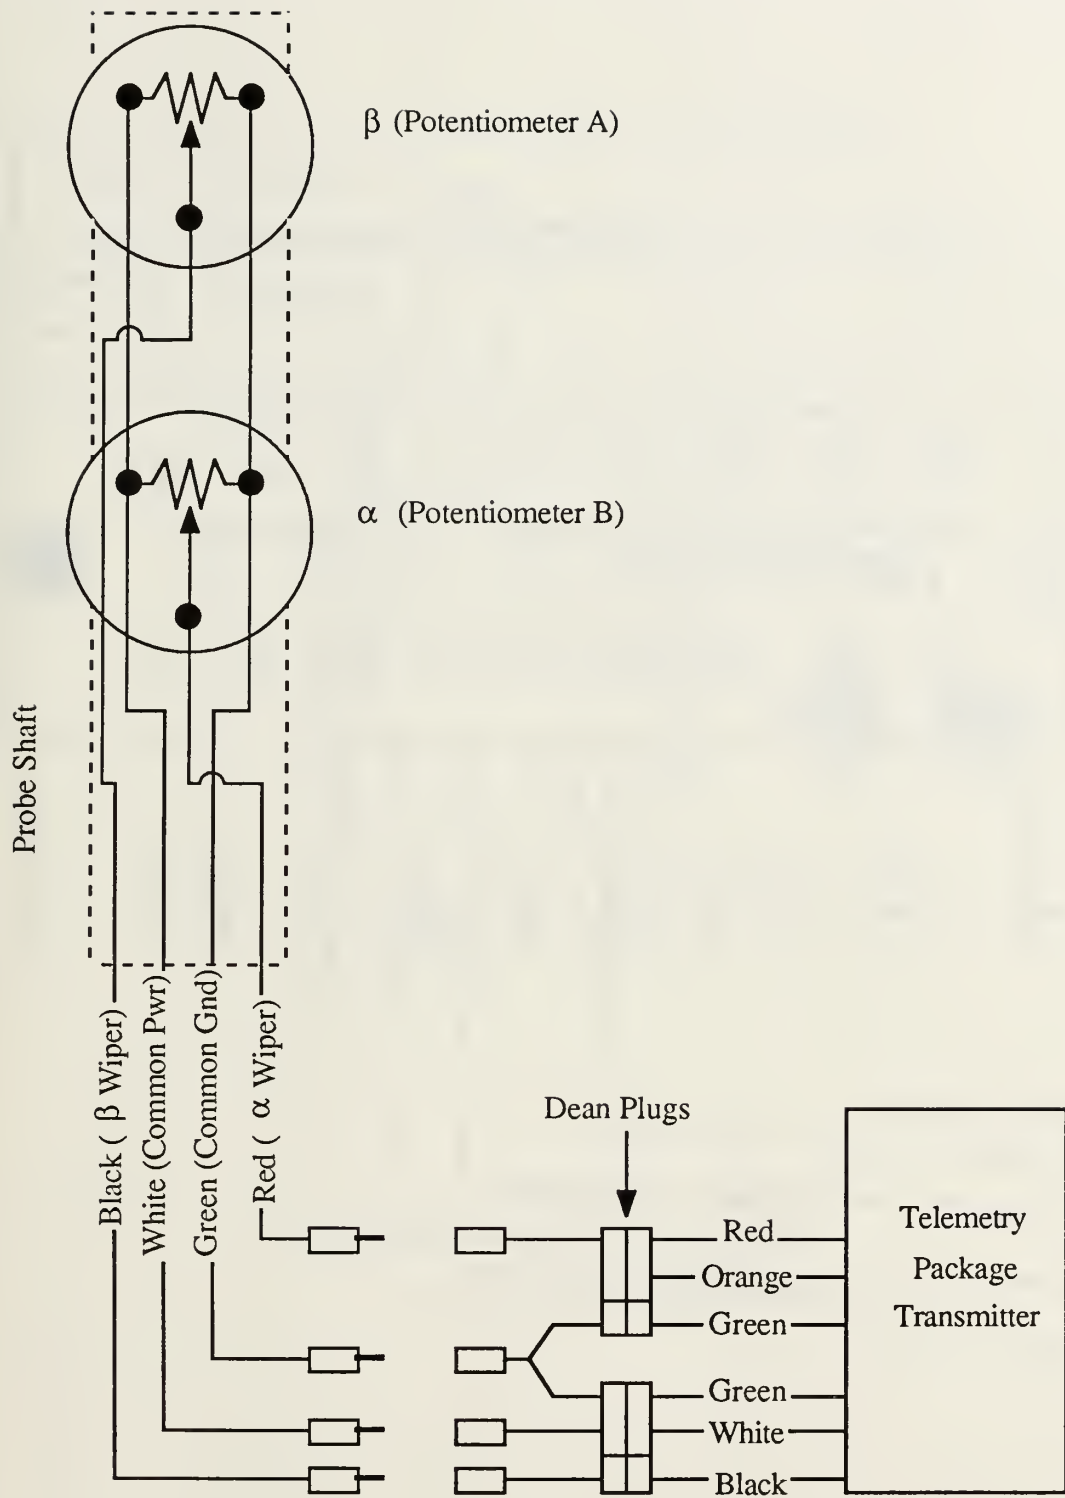 β (Potentiometer A)
α (Potentiometer B)
Probe Shaft
Black ( β Wiper)
White (Common Pwr)
Green (Common Gnd)
Red ( α Wiper)
Dean Plugs
Red
Orange
Green
Green
White
Black
Telemetry
Package
Transmitter